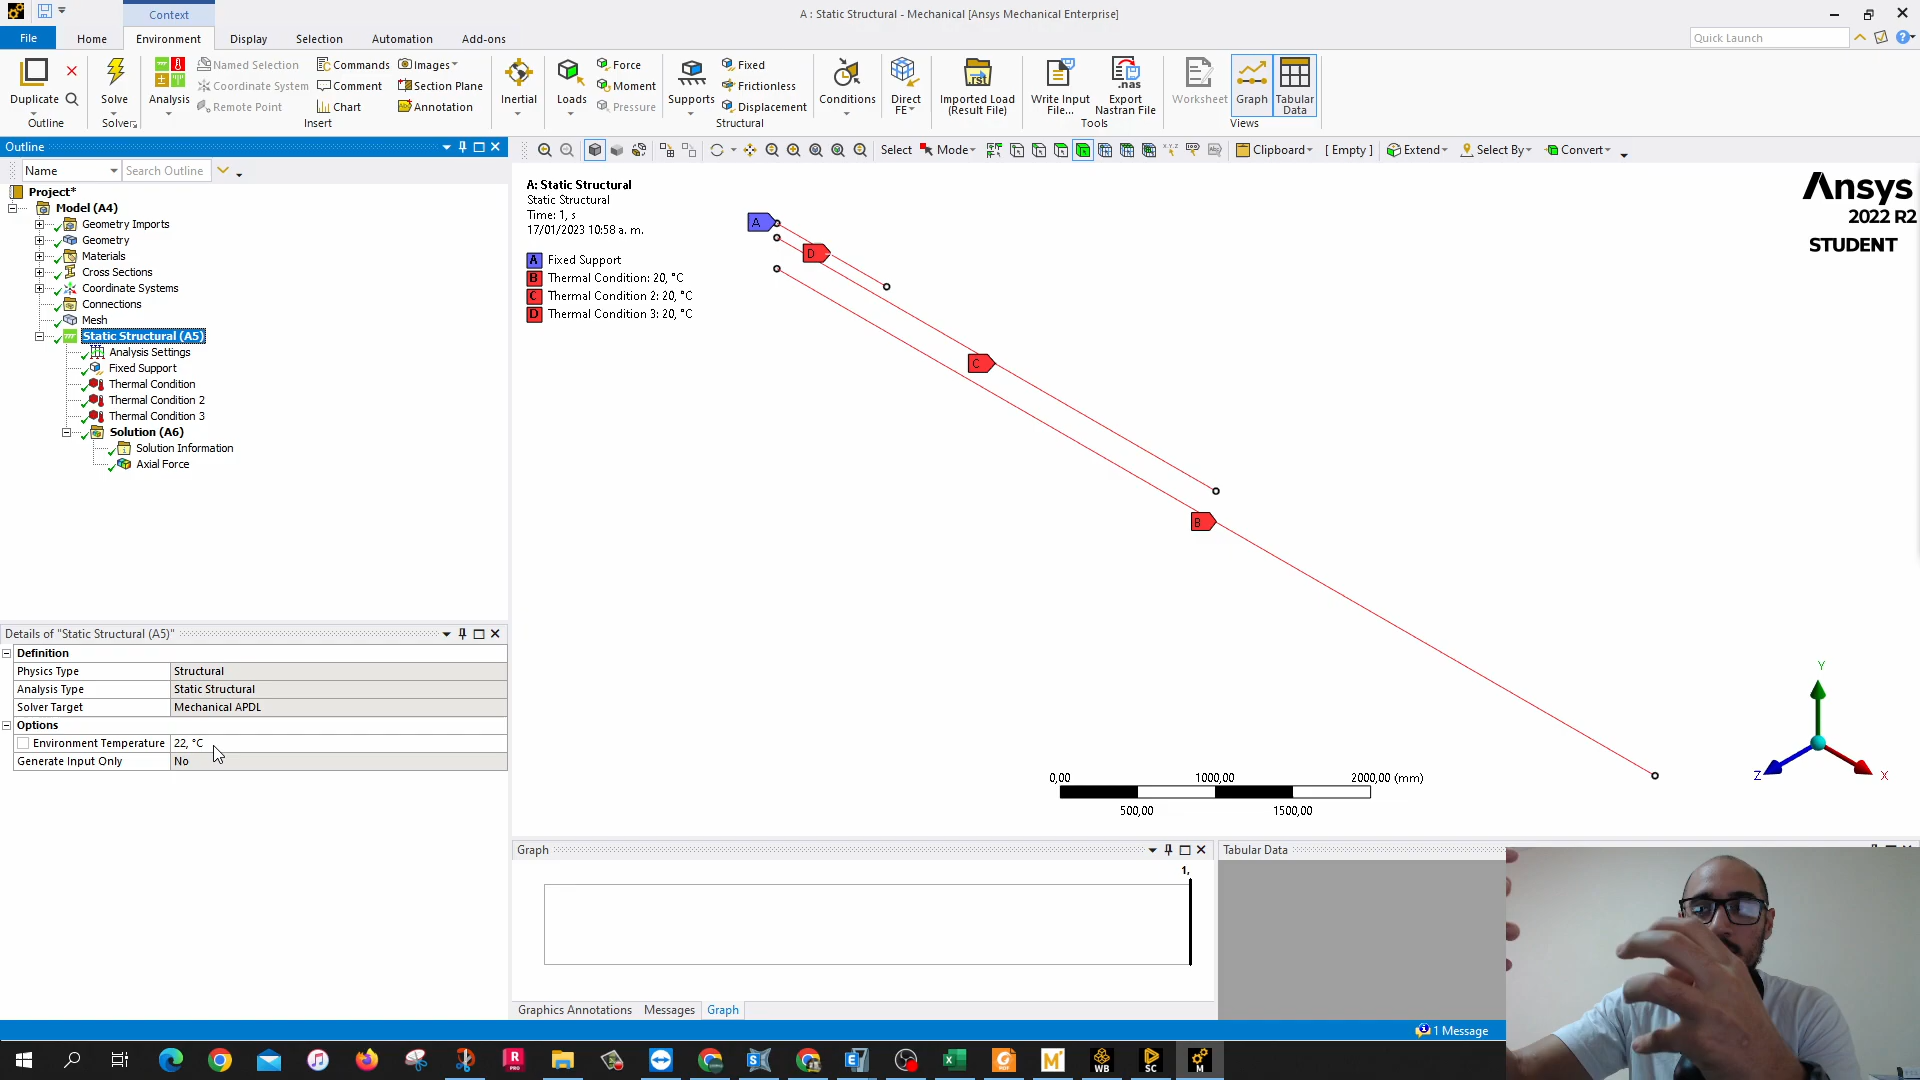 Context
A : Static Structural - Mechanical [Ansys Mechanical Enterprise]
File
Home
Environment
Display
Selection
Automation
Add-ons
Quick Launch
Duplicate
Outline
Solve
Solver
Analysis
Named Selection
Coordinate System
Remote Point
Commands
Comment
Chart
Images
Section Plane
Annotation
Insert
Inertial
Loads
Force
Moment
Pressure
Supports
Fixed
Frictionless
Displacement
Structural
Conditions
Direct
FE
Imported Load
(Result File)
Write Input
File...
Export
Nastran File
Tools
Worksheet
Graph
Tabular
Data
Views
Outline
Name
Search Outline
Project*
Model (A4)
Geometry Imports
Geometry
Materials
Cross Sections
Coordinate Systems
Connections
Mesh
Static Structural (A5)
Analysis Settings
Fixed Support
Thermal Condition
Thermal Condition 2
Thermal Condition 3
Solution (A6)
Solution Information
Axial Force
Select
Mode
Clipboard
[ Empty ]
Extend
Select By
Convert
A: Static Structural
Static Structural
Time: 1, s
17/01/2023 10:58 a. m.
A Fixed Support
B Thermal Condition: 20, °C
C Thermal Condition 2: 20, °C
D Thermal Condition 3: 20, °C
A
D
C
B
Ansys
2022 R2
STUDENT
Y
Z
X
0,00
1000,00
2000,00 (mm)
500,00
1500,00
Details of "Static Structural (A5)"
Definition
Physics Type Structural
Analysis Type Static Structural
Solver Target Mechanical APDL
Options
Environment Temperature 22, °C
Generate Input Only No
Graph
1,
Tabular Data
Graphics Annotations
Messages
Graph
1 Message
R
PRO
WB
SC
M